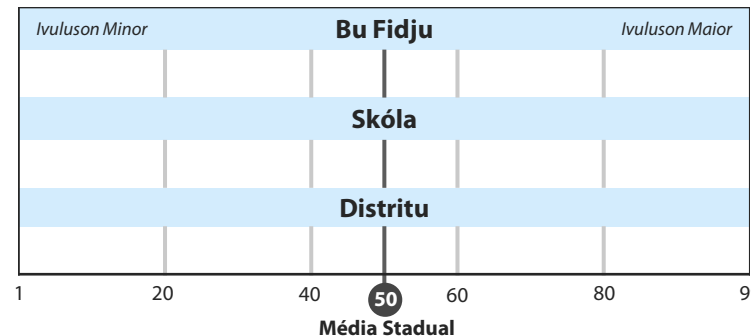 Ivuluson Minor Bu Fidju Ivuluson Maior
Skóla
Distritu
1 20 40 50 60 80 9
Média Stadual